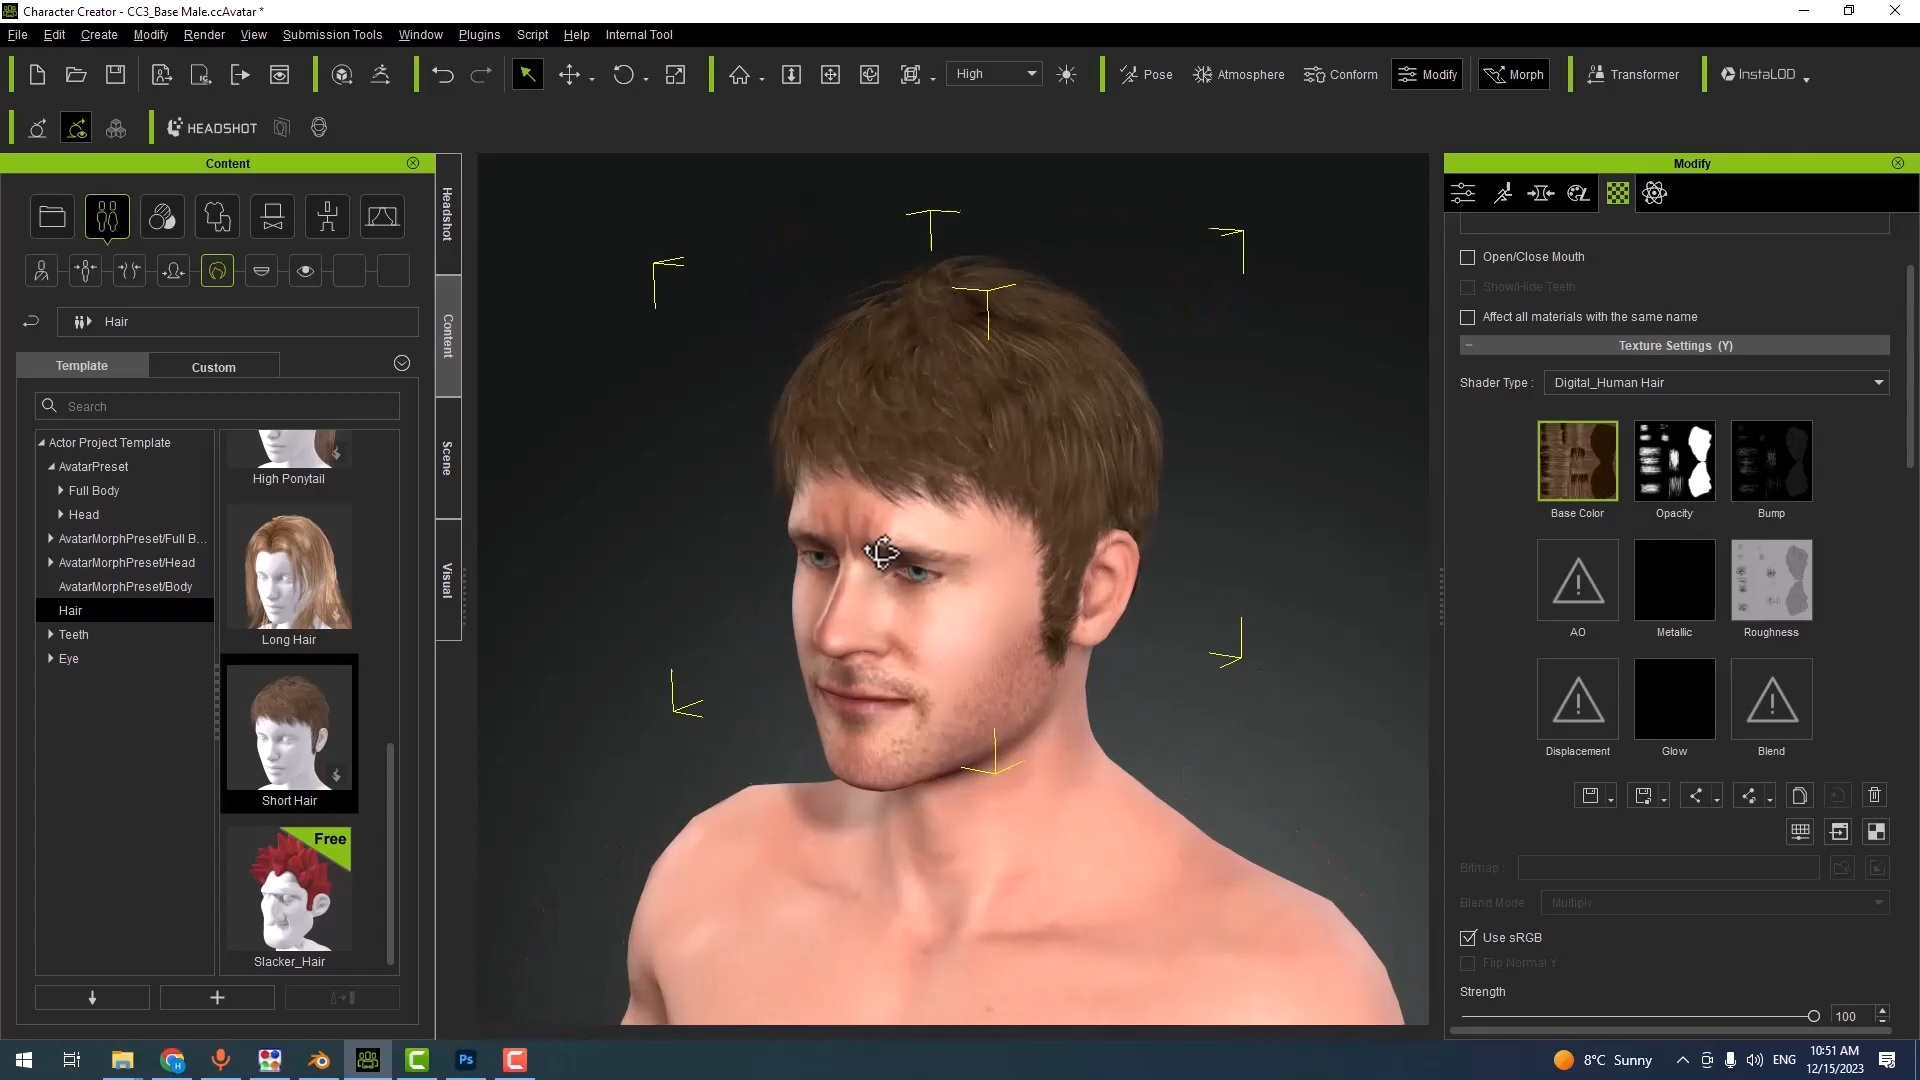 Character Creator - CC3_Base Male.ccAvatar *
File Edit Create Modify Render View Submission Tools Window Plugins Script Help Internal Tool
High Pose Atmosphere Conform Modify Morph Transformer InstaLOD
HEADSHOT
Content
Headshot
Content
Scene
Visual
Hair
Template Custom
Search
Actor Project Template
AvatarPreset
Full Body
Head
AvatarMorphPreset/Full B...
AvatarMorphPreset/Head
AvatarMorphPreset/Body
Hair
Teeth
Eye
High Ponytail
Long Hair
Short Hair
Free
Slacker_Hair
Modify
Open/Close Mouth
Show/Hide Teeth
Affect all materials with the same name
Texture Settings (Y)
Shader Type : Digital_Human Hair
Base Color Opacity Bump
AO Metallic Roughness
Displacement Glow Blend
Bitmap :
Blend Mode : Multiply
Use sRGB
Flip Normal Y
Strength
100
Ps
8°C Sunny ENG 10:51 AM
12/15/2023